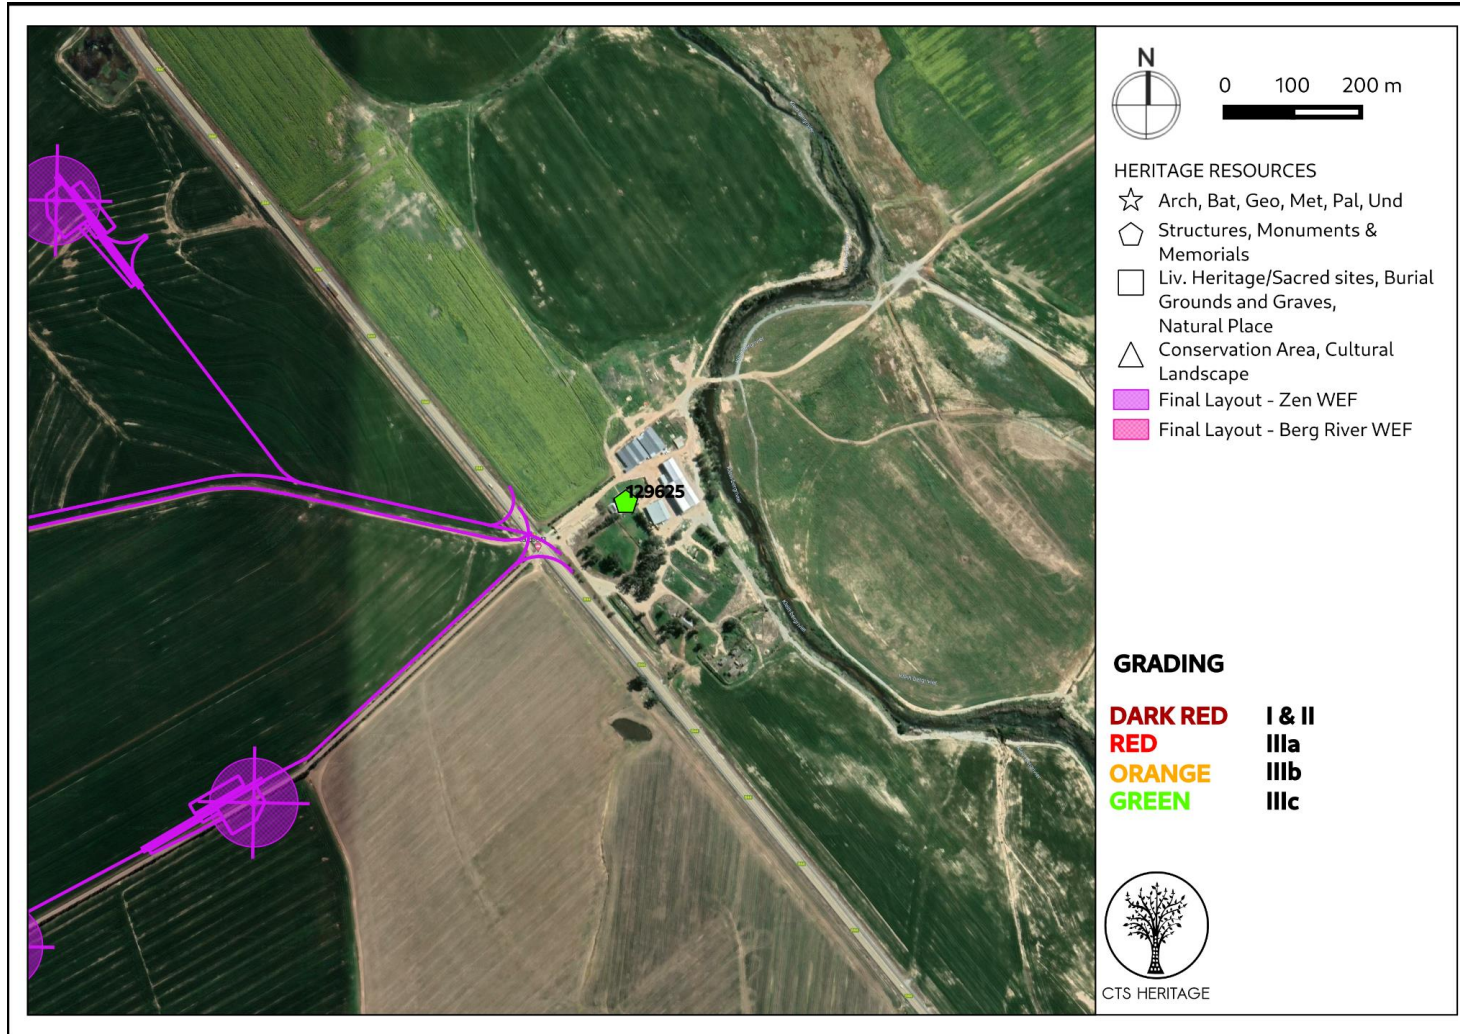 N
0 100 200 m
HERITAGE RESOURCES
Arch, Bat, Geo, Met, Pal, Und
Structures, Monuments &
Memorials
Liv. Heritage/Sacred sites, Burial
Grounds and Graves,
Natural Place
Conservation Area, Cultural
Landscape
Final Layout - Zen WEF
Final Layout - Berg River WEF
129625
GRADING
DARK RED I & II
RED IIIa
ORANGE IIIb
GREEN IIIc
CTS HERITAGE